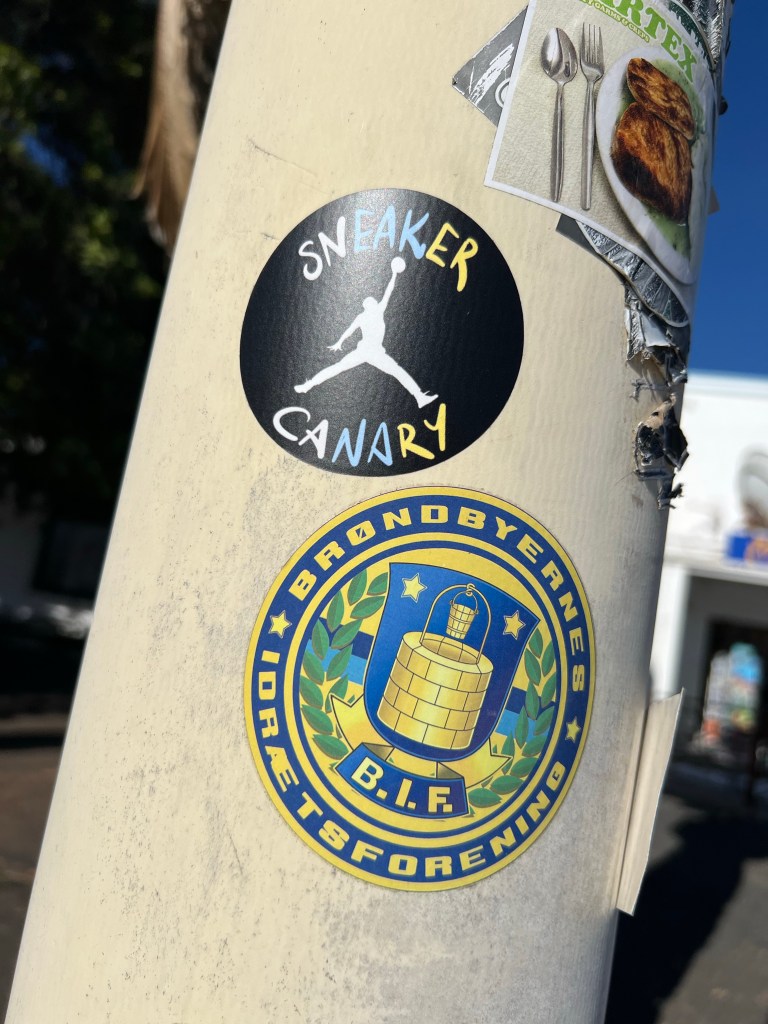 SNEAKER
CANARY
BRØNDBYERNES
IDRÆTSFORENING
B.I.F.